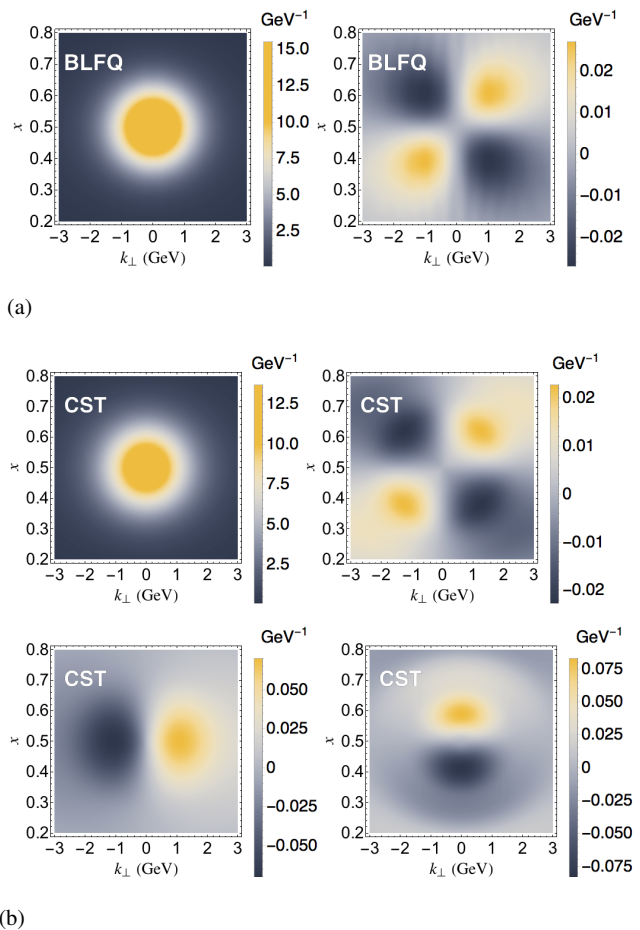 GeV⁻¹ GeV⁻¹
0.8 BLFQ 15.0 0.8 BLFQ
0.7 12.5 0.7 0.02
0.6 10.0 0.6 0.01
x 0.5 7.5 x 0.5 0
0.4 5.0 0.4 −0.01
0.3 2.5 0.3 −0.02
0.2 0.2
−3 −2 −1 0 1 2 3 −3 −2 −1 0 1 2 3
k⊥ (GeV) k⊥ (GeV)
(a)
GeV⁻¹ GeV⁻¹
0.8 CST 12.5 0.8 CST 0.02
0.7 10.0 0.7 0.01
0.6 7.5 0.6 0
x 0.5 5.0 x 0.5 −0.01
0.4 2.5 0.4 −0.02
0.3 0.3
0.2 0.2
−3 −2 −1 0 1 2 3 −3 −2 −1 0 1 2 3
k⊥ (GeV) k⊥ (GeV)
GeV⁻¹ GeV⁻¹
0.8 CST 0.050 0.8 CST 0.075
0.7 0.025 0.7 0.050
0.6 0 0.6 0.025
x 0.5 −0.025 x 0.5 0
0.4 −0.050 0.4 −0.025
0.3 0.3 −0.050
0.2 0.2 −0.075
−3 −2 −1 0 1 2 3 −3 −2 −1 0 1 2 3
k⊥ (GeV) k⊥ (GeV)
(b)